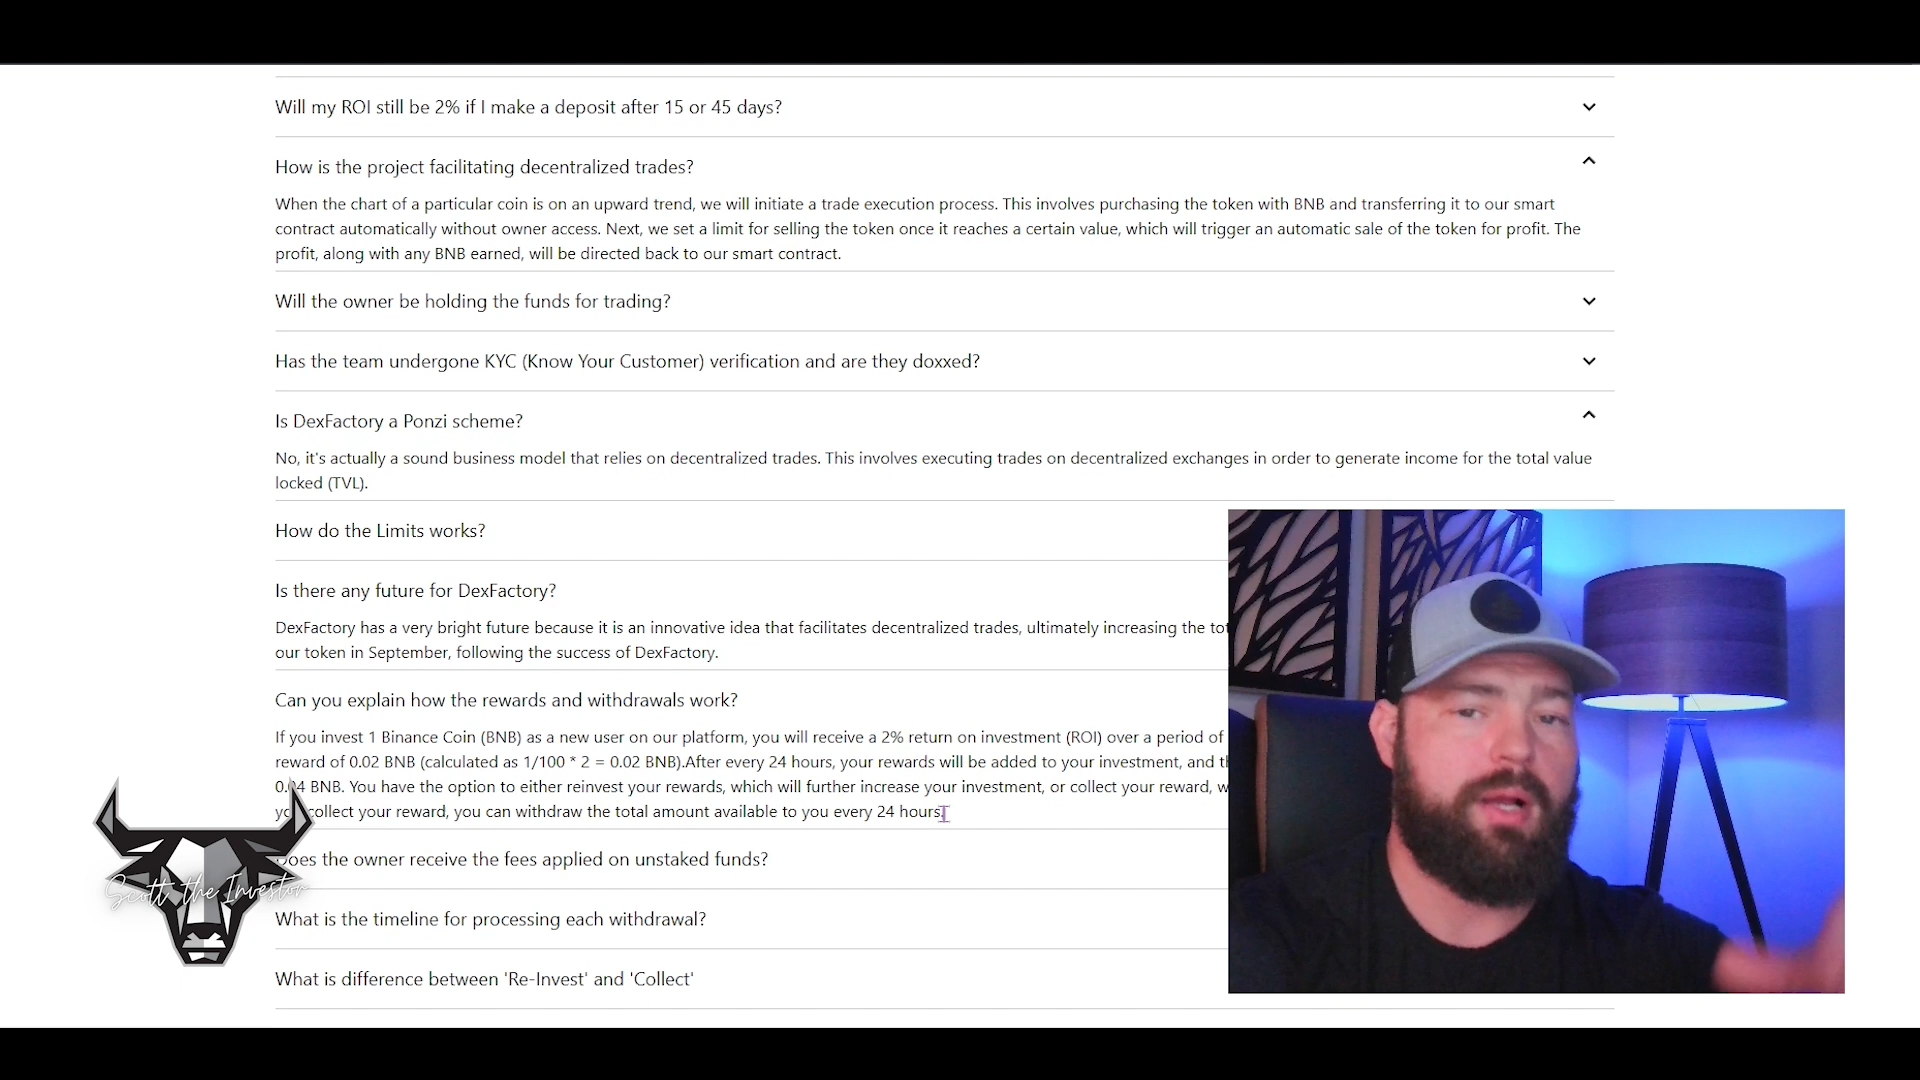 Will my ROI still be 2% if I make a deposit after 15 or 45 days?
How is the project facilitating decentralized trades?
When the chart of a particular coin is on an upward trend, we will initiate a trade execution process. This involves purchasing the token with BNB and transferring it to our smart
contract automatically without owner access. Next, we set a limit for selling the token once it reaches a certain value, which will trigger an automatic sale of the token for profit. The
profit, along with any BNB earned, will be directed back to our smart contract.
Will the owner be holding the funds for trading?
Has the team undergone KYC (Know Your Customer) verification and are they doxxed?
Is DexFactory a Ponzi scheme?
No, it's actually a sound business model that relies on decentralized trades. This involves executing trades on decentralized exchanges in order to generate income for the total value
locked (TVL).
How do the Limits works?
Is there any future for DexFactory?
DexFactory has a very bright future because it is an innovative idea that facilitates decentralized trades, ultimately increasing the
our token in September, following the success of DexFactory.
Can you explain how the rewards and withdrawals work?
If you invest 1 Binance Coin (BNB) as a new user on our platform, you will receive a 2% return on investment (ROI) over a period of
reward of 0.02 BNB (calculated as 1/100 * 2 = 0.02 BNB).After every 24 hours, your rewards will be added to your investment, and
0.04 BNB. You have the option to either reinvest your rewards, which will further increase your investment, or collect your reward,
you collect your reward, you can withdraw the total amount available to you every 24 hours.
Does the owner receive the fees applied on unstaked funds?
Scott the Investor
What is the timeline for processing each withdrawal?
What is difference between 'Re-Invest' and 'Collect'